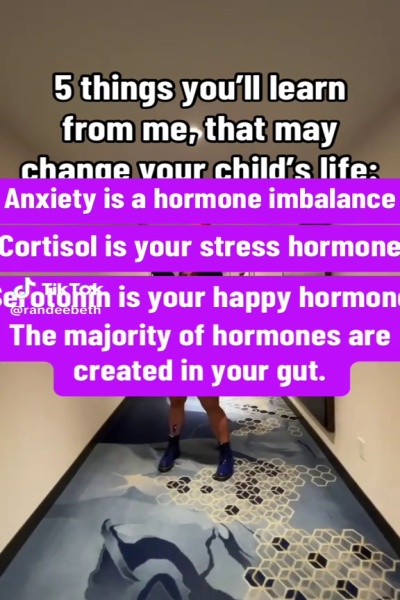 5 things you'll learn
from me, that may
change your child's life:
Anxiety is a hormone imbalance
Cortisol is your stress hormone
TikTok
@randeebeth
Serotonin is your happy hormone
The majority of hormones are
created in your gut.